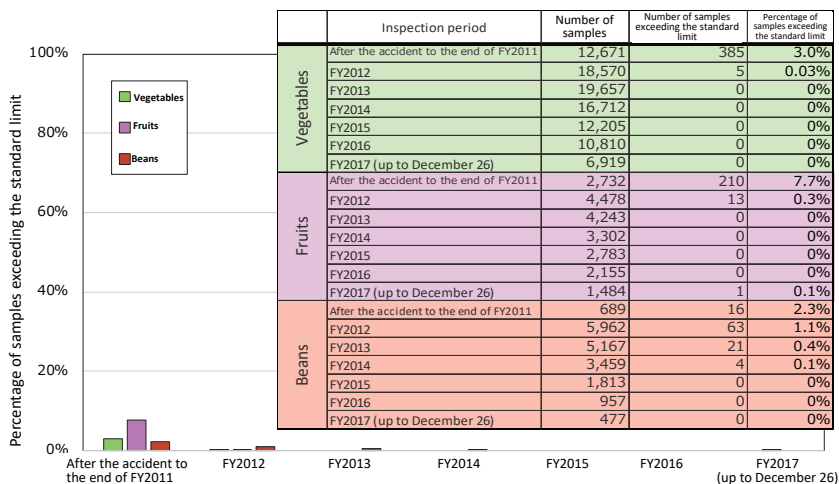 Inspection period
Number of
samples
Number of samples
exceeding the standard
limit
Percentage of
samples exceeding
the standard limit
Vegetables
After the accident to the end of FY2011 12,671 385 3.0%
FY2012 18,570 5 0.03%
FY2013 19,657 0 0%
FY2014 16,712 0 0%
FY2015 12,205 0 0%
FY2016 10,810 0 0%
FY2017 (up to December 26) 6,919 0 0%
Fruits
After the accident to the end of FY2011 2,732 210 7.7%
FY2012 4,478 13 0.3%
FY2013 4,243 0 0%
FY2014 3,302 0 0%
FY2015 2,783 0 0%
FY2016 2,155 0 0%
FY2017 (up to December 26) 1,484 1 0.1%
Beans
After the accident to the end of FY2011 689 16 2.3%
FY2012 5,962 63 1.1%
FY2013 5,167 21 0.4%
FY2014 3,459 4 0.1%
FY2015 1,813 0 0%
FY2016 957 0 0%
FY2017 (up to December 26) 477 0 0%
Percentage of samples exceeding the standard limit
100%
80%
60%
40%
20%
0%
Vegetables
Fruits
Beans
After the accident to
the end of FY2011
FY2012
FY2013
FY2014
FY2015
FY2016
FY2017
(up to December 26)